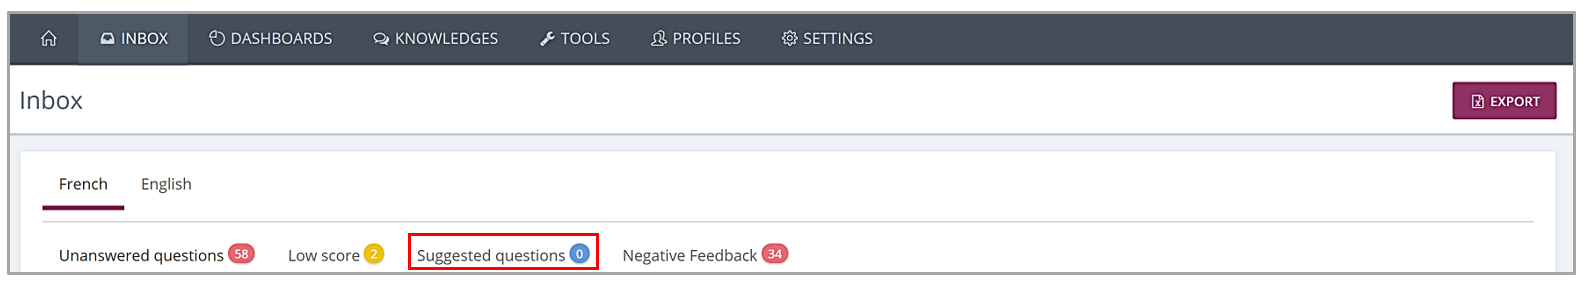 INBOX DASHBOARDS KNOWLEDGES TOOLS PROFILES SETTINGS
Inbox EXPORT
French English
Unanswered questions 58 Low score 2 Suggested questions 0 Negative Feedback 34